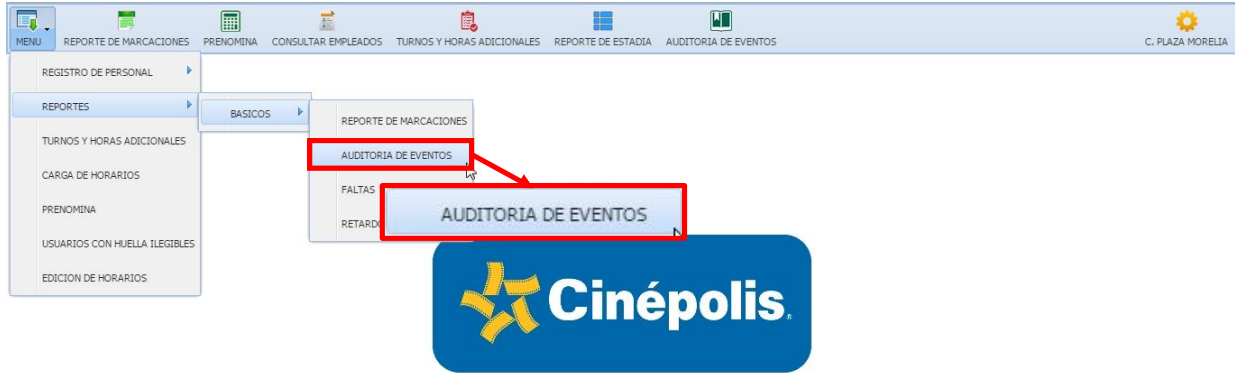 MENU
REPORTE DE MARCACIONES
PRENOMINA
CONSULTAR EMPLEADOS
TURNOS Y HORAS ADICIONALES
REPORTE DE ESTADIA
AUDITORIA DE EVENTOS
C. PLAZA MORELIA
REGISTRO DE PERSONAL
REPORTES
TURNOS Y HORAS ADICIONALES
CARGA DE HORARIOS
PRENOMINA
USUARIOS CON HUELLA ILEGIBLES
EDICION DE HORARIOS
BASICOS
REPORTE DE MARCACIONES
AUDITORIA DE EVENTOS
FALTAS
AUDITORIA DE EVENTOS
Cinépolis®